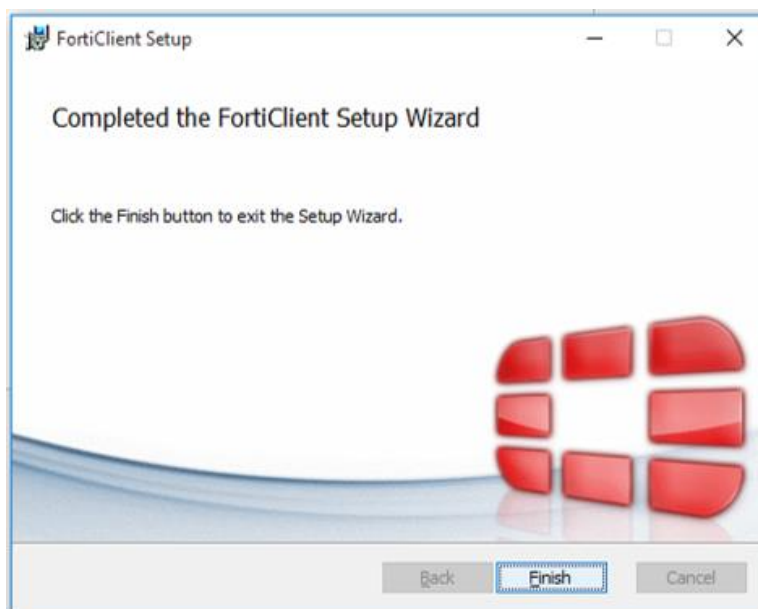 FortiClient Setup
Completed the FortiClient Setup Wizard
Click the Finish button to exit the Setup Wizard.
Back
Finish
Cancel